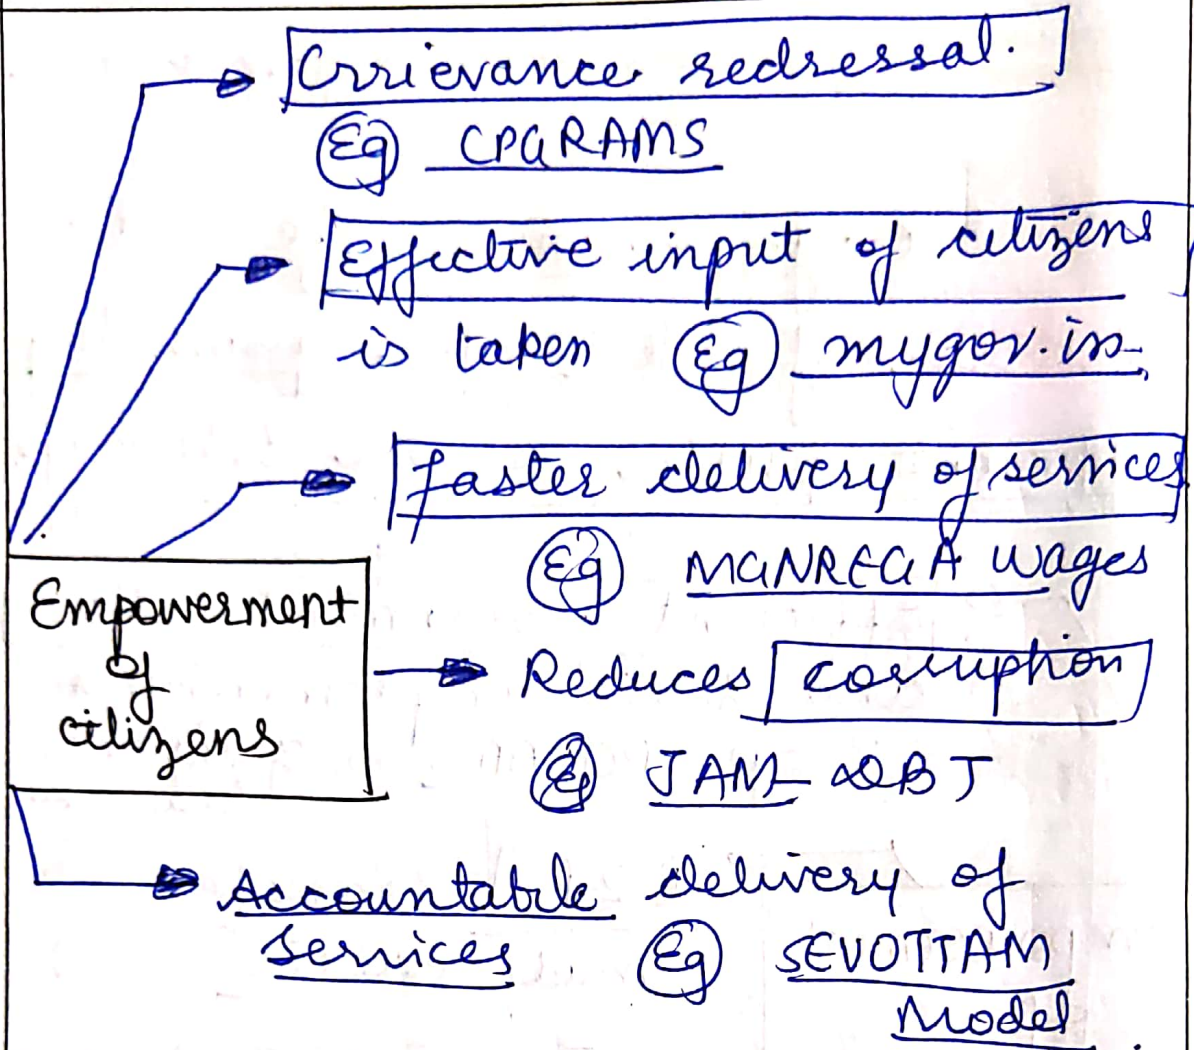 Grievance redressal.
Eg CPGRAMS
Effective input of citizens
is taken Eg mygov.in
faster delivery of services
Eg MGNREGA wages
Empowerment
of
citizens
Reduces corruption
Eg JAM DBT
Accountable delivery of
services Eg SEVOTTAM
Model